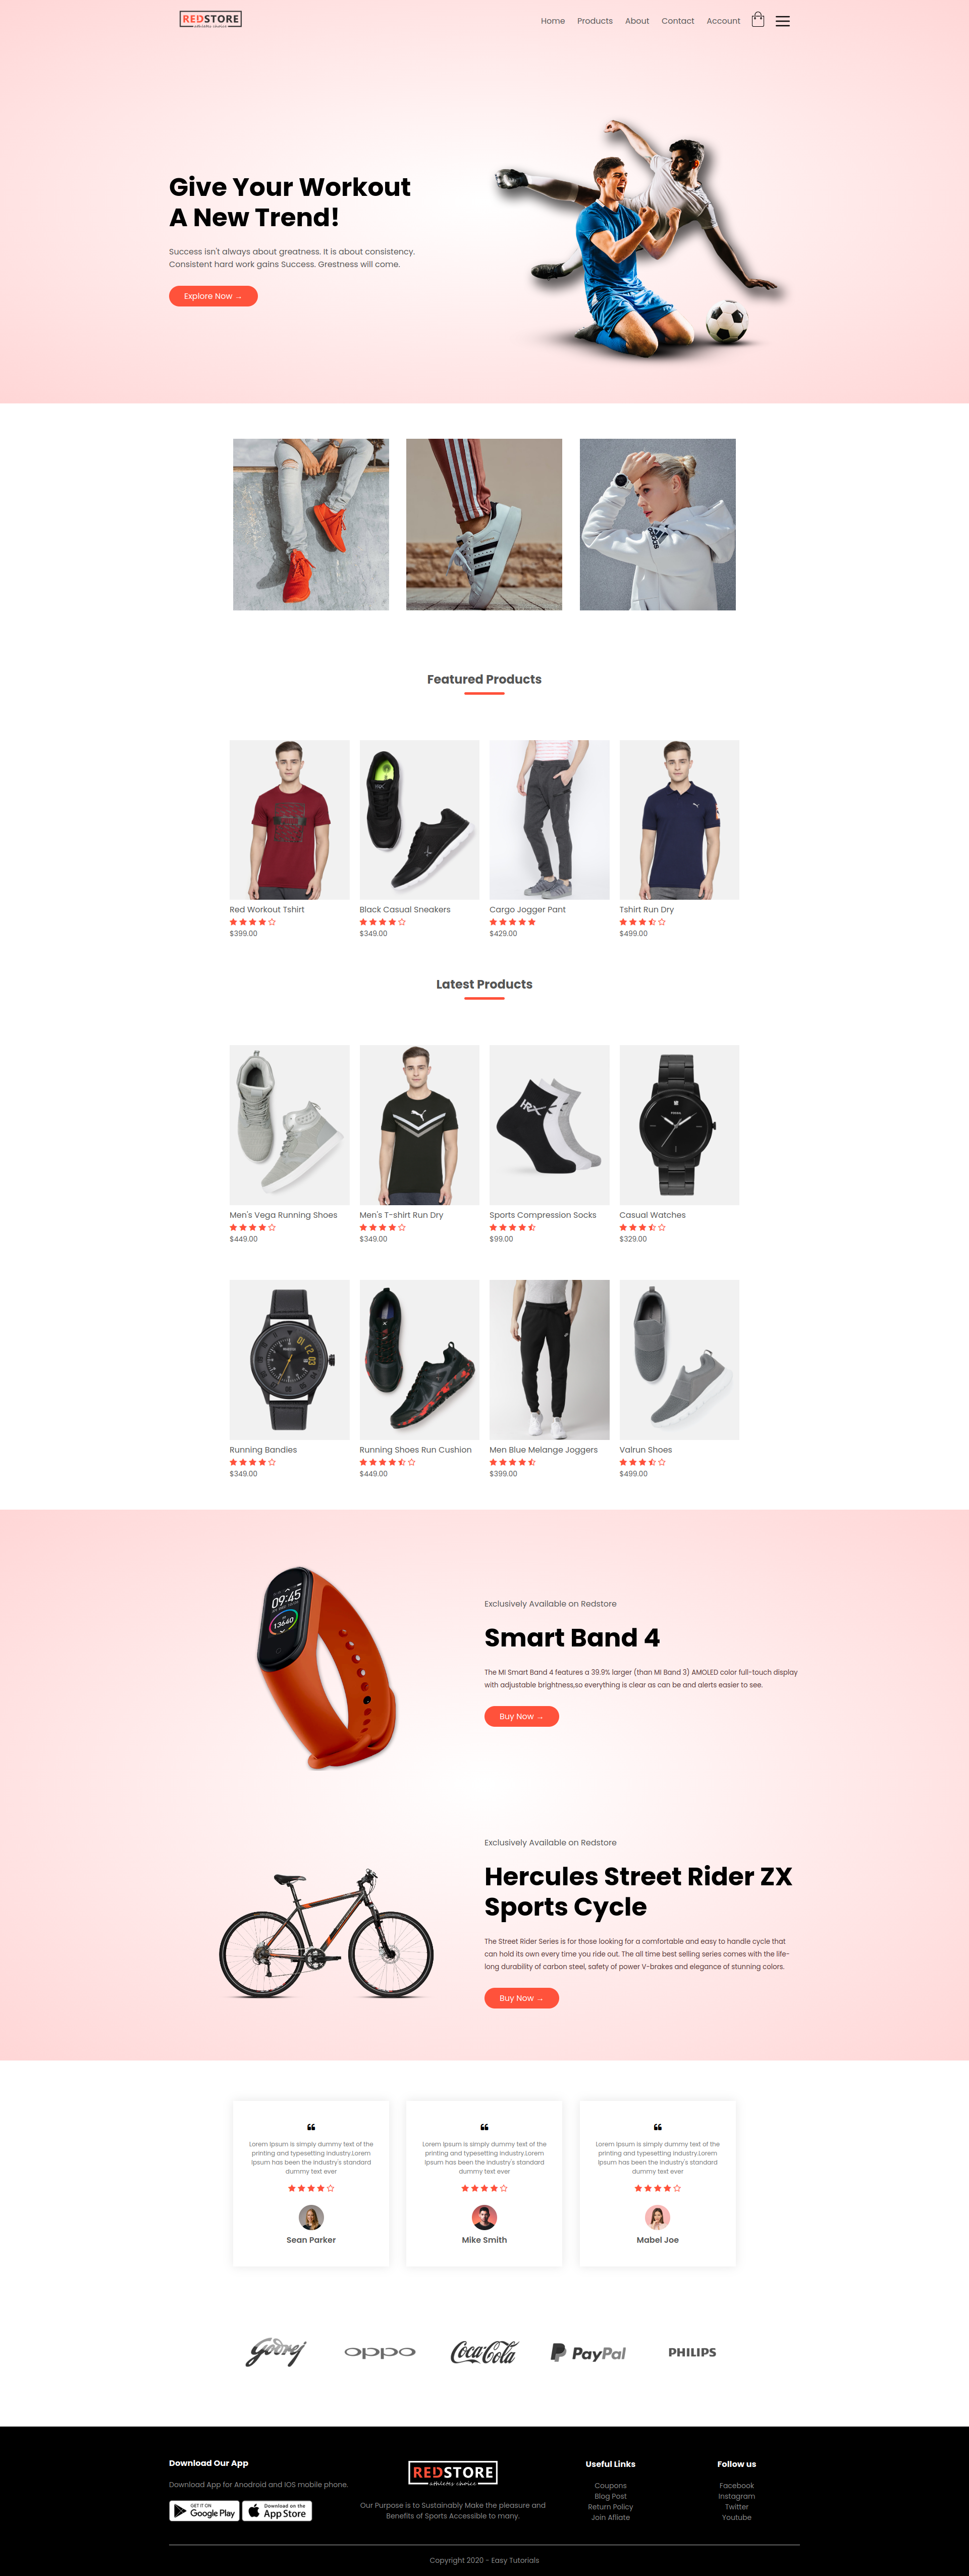 REDSTORE
athletes choice
Home Products About Contact Account
Give Your Workout
A New Trend!
Success isn't always about greatness. It is about consistency.
Consistent hard work gains Success. Grestness will come.
Explore Now →
adidas
Featured Products
Red Workout Tshirt
$399.00
Black Casual Sneakers
$349.00
Cargo Jogger Pant
$429.00
Tshirt Run Dry
$499.00
Latest Products
HRX
FOSSIL
Men's Vega Running Shoes
$449.00
Men's T-shirt Run Dry
$349.00
Sports Compression Socks
$99.00
Casual Watches
$329.00
01 02 03
Running Bandies
$349.00
Running Shoes Run Cushion
$449.00
Men Blue Melange Joggers
$399.00
Valrun Shoes
$499.00
09:45
13640
Exclusively Available on Redstore
Smart Band 4
The MI Smart Band 4 features a 39.9% larger (than MI Band 3) AMOLED color full-touch display
with adjustable brightness,so everything is clear as can be and alerts easier to see.
Buy Now →
Exclusively Available on Redstore
Hercules Street Rider ZX
Sports Cycle
The Street Rider Series is for those looking for a comfortable and easy to handle cycle that
can hold its own every time you ride out. The all time best selling series comes with the life-
long durability of carbon steel, safety of power V-brakes and elegance of stunning colors.
Buy Now →
Lorem Ipsum is simply dummy text of the
printing and typesetting industry.Lorem
Ipsum has been the industry's standard
dummy text ever
Sean Parker
Lorem Ipsum is simply dummy text of the
printing and typesetting industry.Lorem
Ipsum has been the industry's standard
dummy text ever
Mike Smith
Lorem Ipsum is simply dummy text of the
printing and typesetting industry.Lorem
Ipsum has been the industry's standard
dummy text ever
Mabel Joe
Godrej
oppo
Coca-Cola
PayPal
PHILIPS
Download Our App
Download App for Anodroid and IOS mobile phone.
GET IT ON
Google Play
Download on the
App Store
REDSTORE
athletes choice
Our Purpose is to Sustainably Make the pleasure and
Benefits of Sports Accessible to many.
Useful Links
Coupons
Blog Post
Return Policy
Join Afliate
Follow us
Facebook
Instagram
Twitter
Youtube
Copyright 2020 - Easy Tutorials